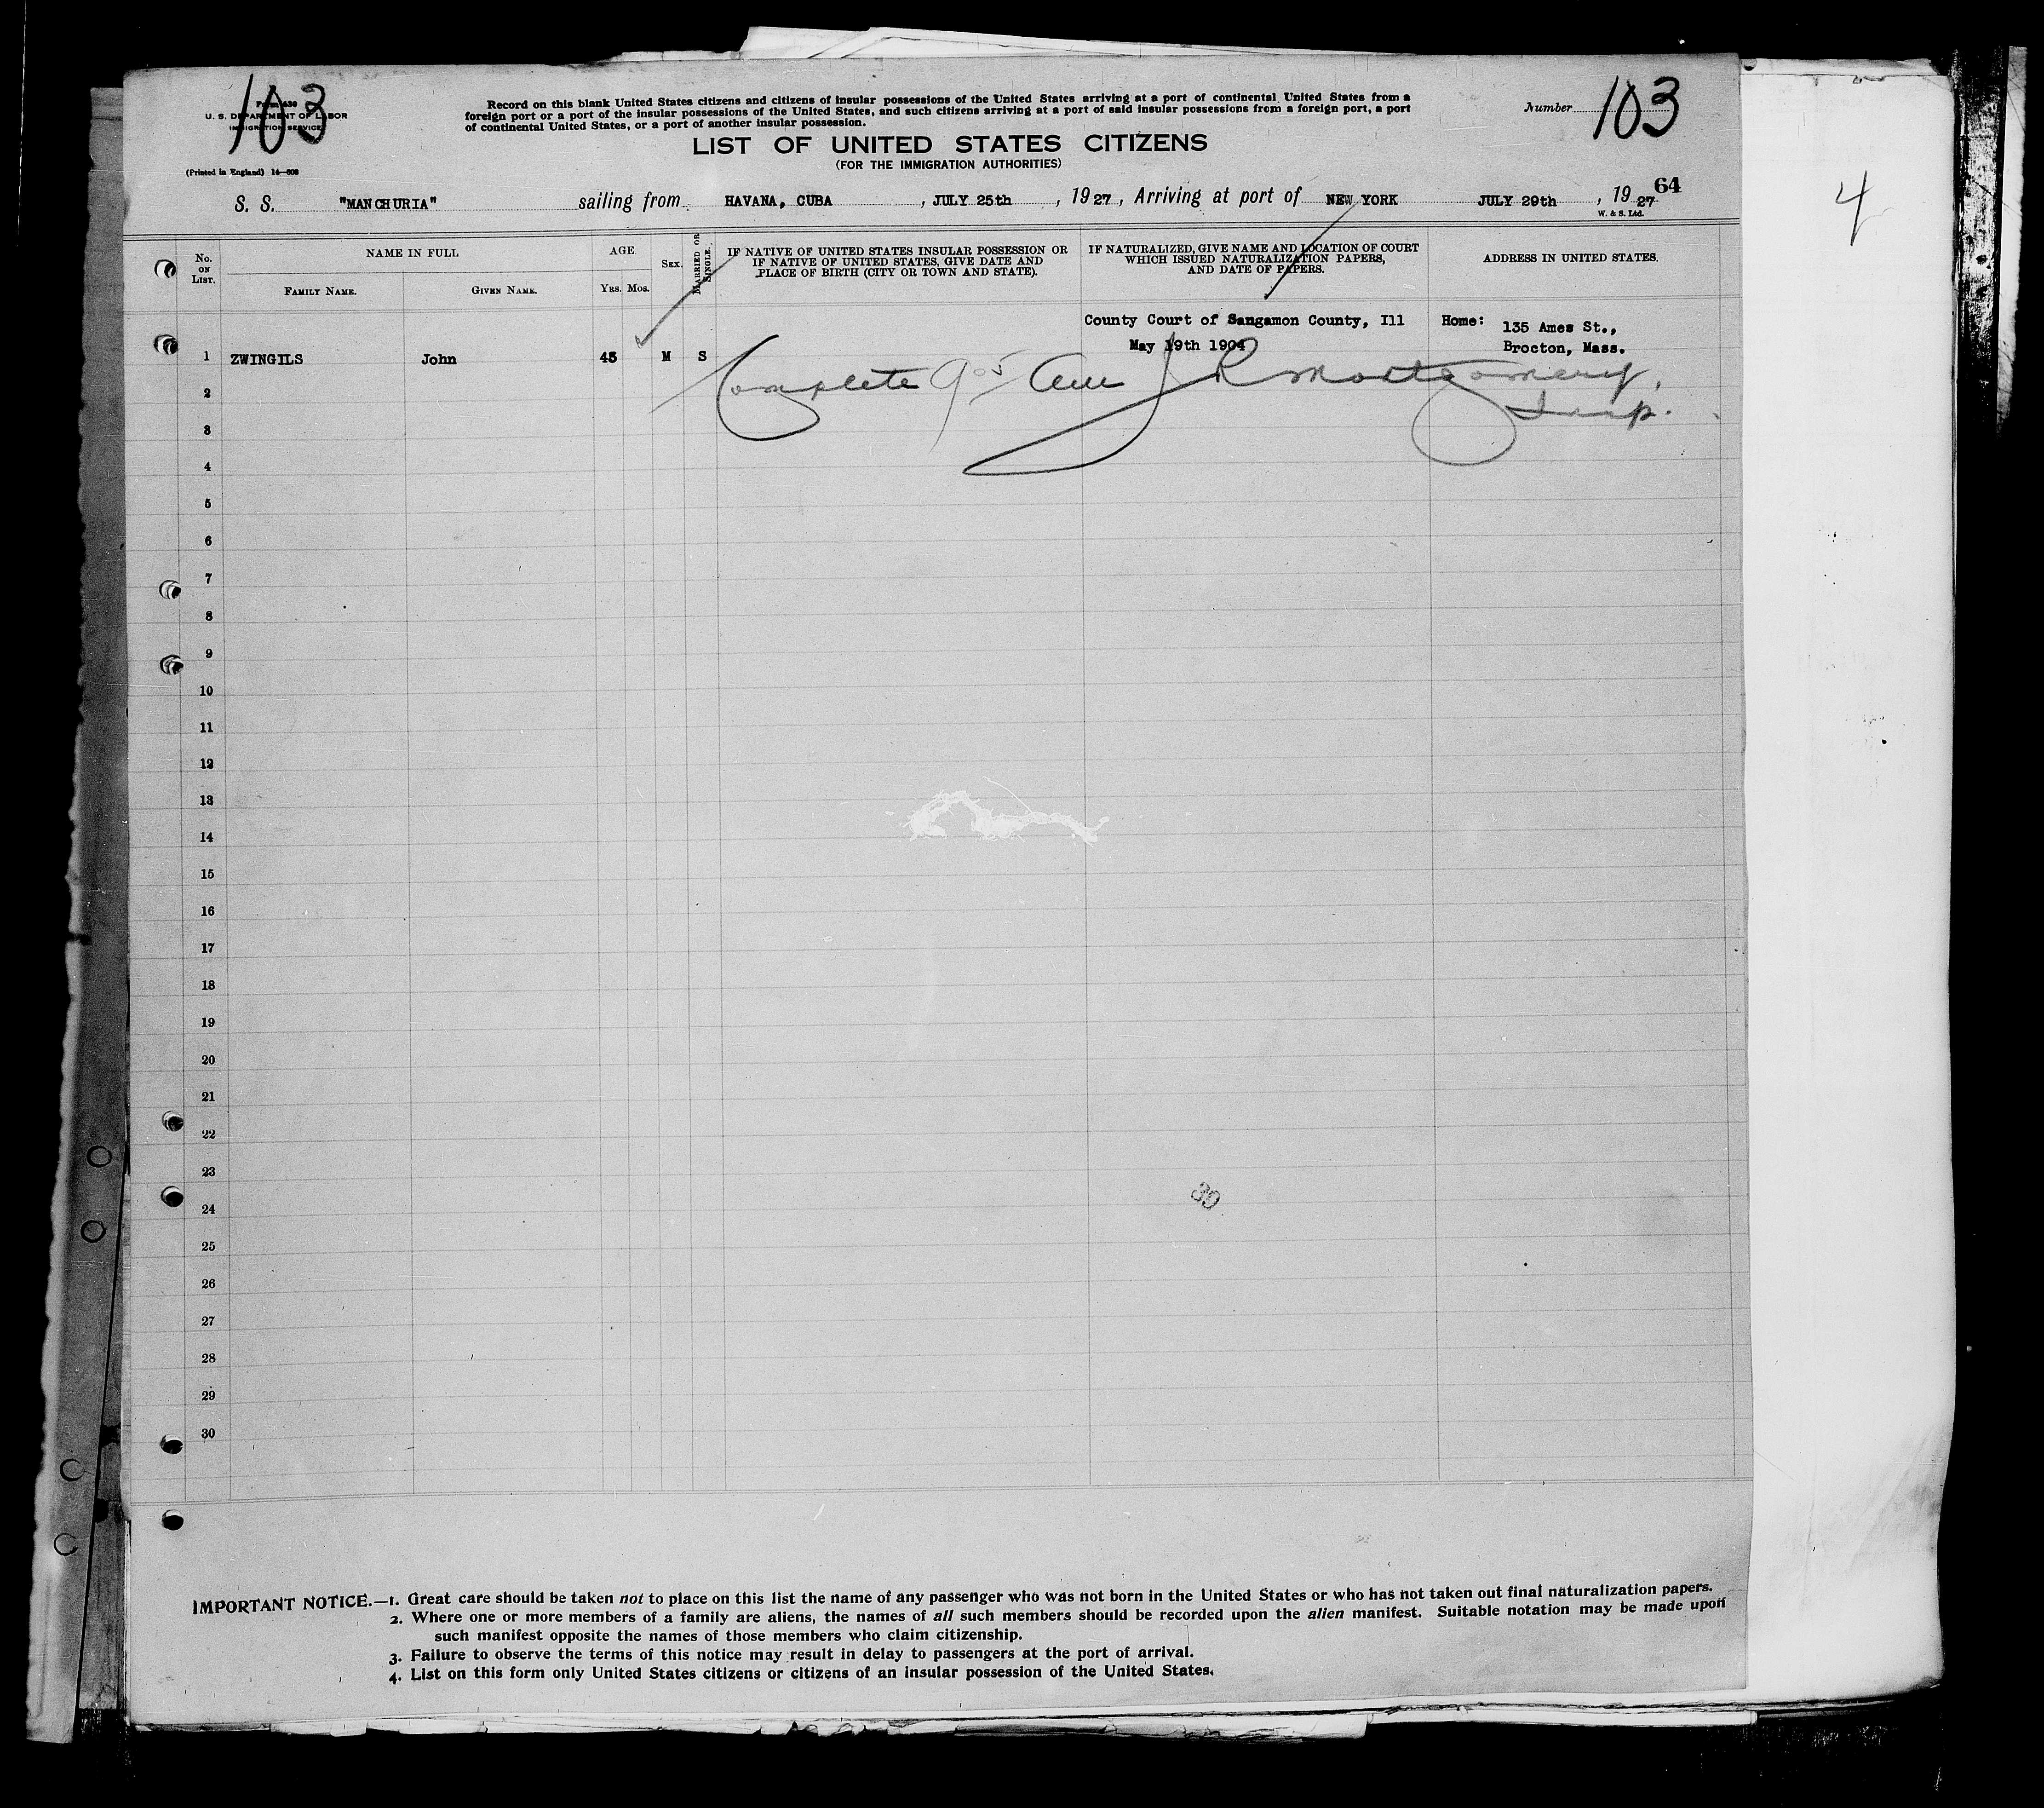 103
Form 630
U. S. DEPARTMENT OF LABOR
IMMIGRATION SERVICE
(Printed in England) 14—608
Record on this blank United States citizens and citizens of insular possessions of the United States arriving at a port of continental United States from a
foreign port or a port of the insular possessions of the United States, and such citizens arriving at a port of said insular possessions from a foreign port, a port
of continental United States, or a port of another insular possession.
Number 103
LIST OF UNITED STATES CITIZENS
(FOR THE IMMIGRATION AUTHORITIES)
64
S. S. "MANCHURIA" sailing from HAVANA, CUBA, JULY 25th, 1927, Arriving at port of NEW YORK JULY 29th, 1927
W. & S. Ltd.
No. ON LIST.
NAME IN FULL
FAMILY NAME.
GIVEN NAME.
AGE
YRS. MOS.
SEX.
MARRIED OR SINGLE.
IF NATIVE OF UNITED STATES INSULAR POSSESSION OR
IF NATIVE OF UNITED STATES, GIVE DATE AND
PLACE OF BIRTH (CITY OR TOWN AND STATE).
IF NATURALIZED, GIVE NAME AND LOCATION OF COURT
WHICH ISSUED NATURALIZATION PAPERS,
AND DATE OF PAPERS.
ADDRESS IN UNITED STATES.
County Court of Sangamon County, Ill Home: 135 Ames St.,
May 19th 1904 Brocton, Mass.
1 ZWINGILS John 45 M S
Complete 905 J R Montgomery,
Insp.
2
3
4
5
6
7
8
9
10
11
12
13
14
15
16
17
18
19
20
21
22
23
24
39
25
26
27
28
29
30
IMPORTANT NOTICE.—1. Great care should be taken not to place on this list the name of any passenger who was not born in the United States or who has not taken out final naturalization papers.
2. Where one or more members of a family are aliens, the names of all such members should be recorded upon the alien manifest. Suitable notation may be made upon
such manifest opposite the names of those members who claim citizenship.
3. Failure to observe the terms of this notice may result in delay to passengers at the port of arrival.
4. List on this form only United States citizens or citizens of an insular possession of the United States.
4